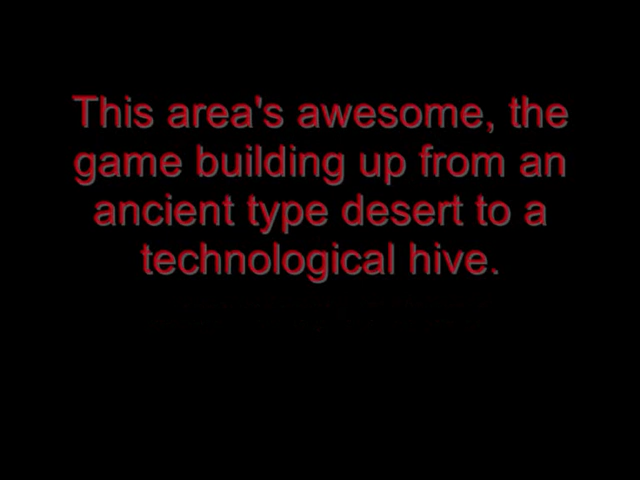 This area's awesome, the
game building up from an
ancient type desert to a
technological hive.